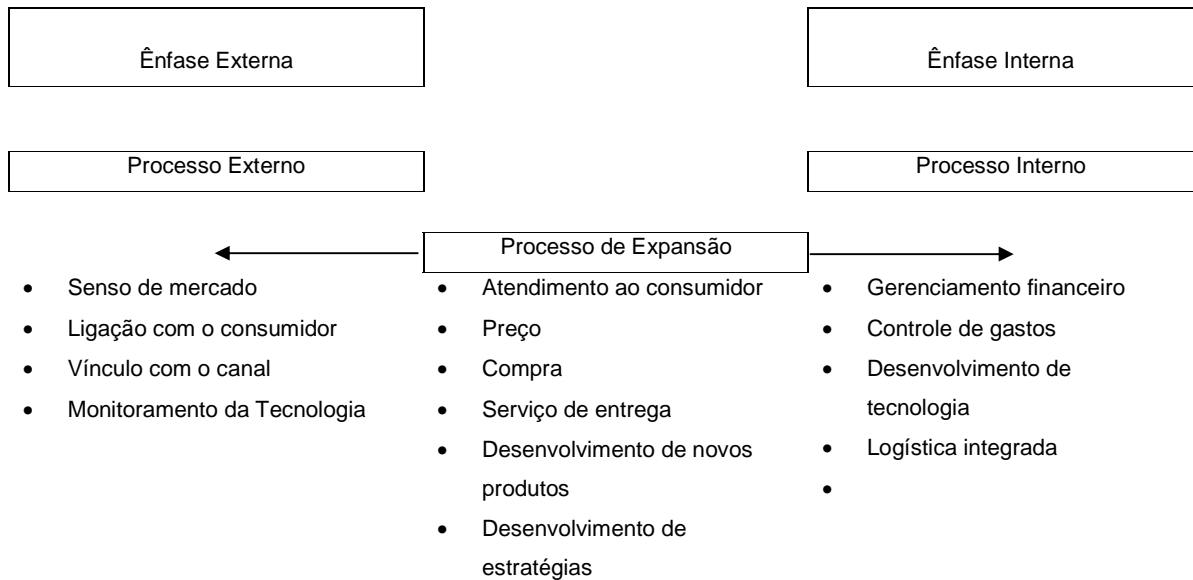 Ênfase Externa
Ênfase Interna
Processo Externo
Processo Interno
Processo de Expansão
• Senso de mercado
• Ligação com o consumidor
• Vínculo com o canal
• Monitoramento da Tecnologia
• Atendimento ao consumidor
• Preço
• Compra
• Serviço de entrega
• Desenvolvimento de novos
produtos
• Desenvolvimento de
estratégias
• Gerenciamento financeiro
• Controle de gastos
• Desenvolvimento de
tecnologia
• Logística integrada
•